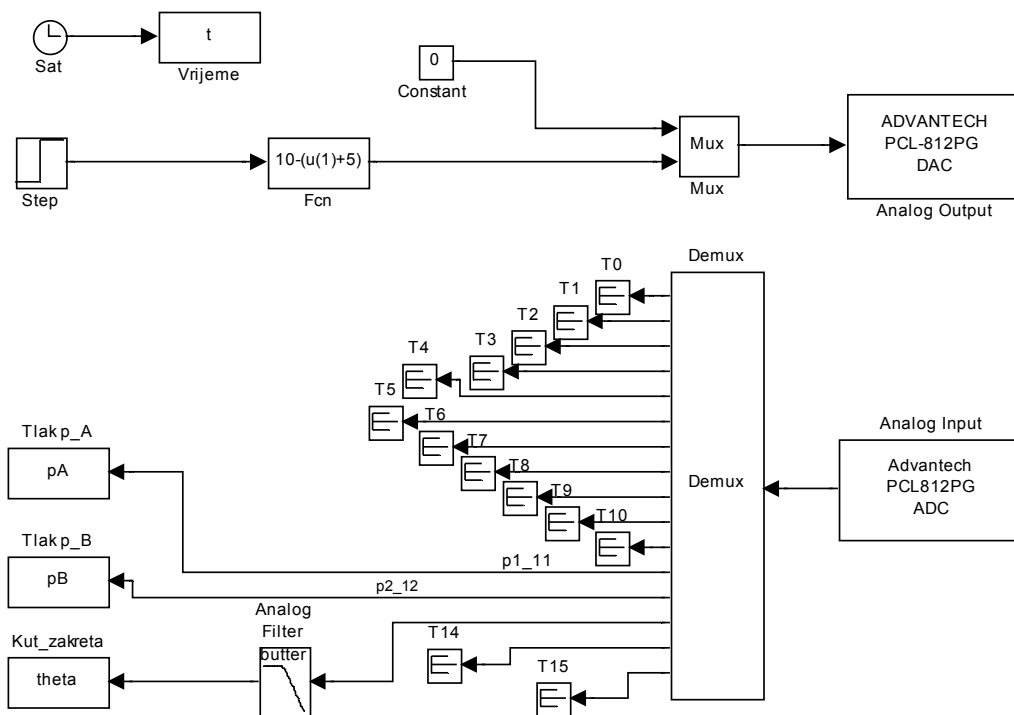 t
Sat
Vrijeme
0
Constant
ADVANTECH
PCL-812PG
DAC
Analog Output
Mux
Mux
10-(u(1)+5)
Step
Fcn
Demux
T0
T1
T2
T3
T4
T5
T6
T7
T8
T9
T10
Demux
Analog Input
Advantech
PCL812PG
ADC
Tlak p_A
pA
Tlak p_B
pB
p1_11
p2_12
Analog
Filter
butter
Kut_zakreta
theta
T14
T15